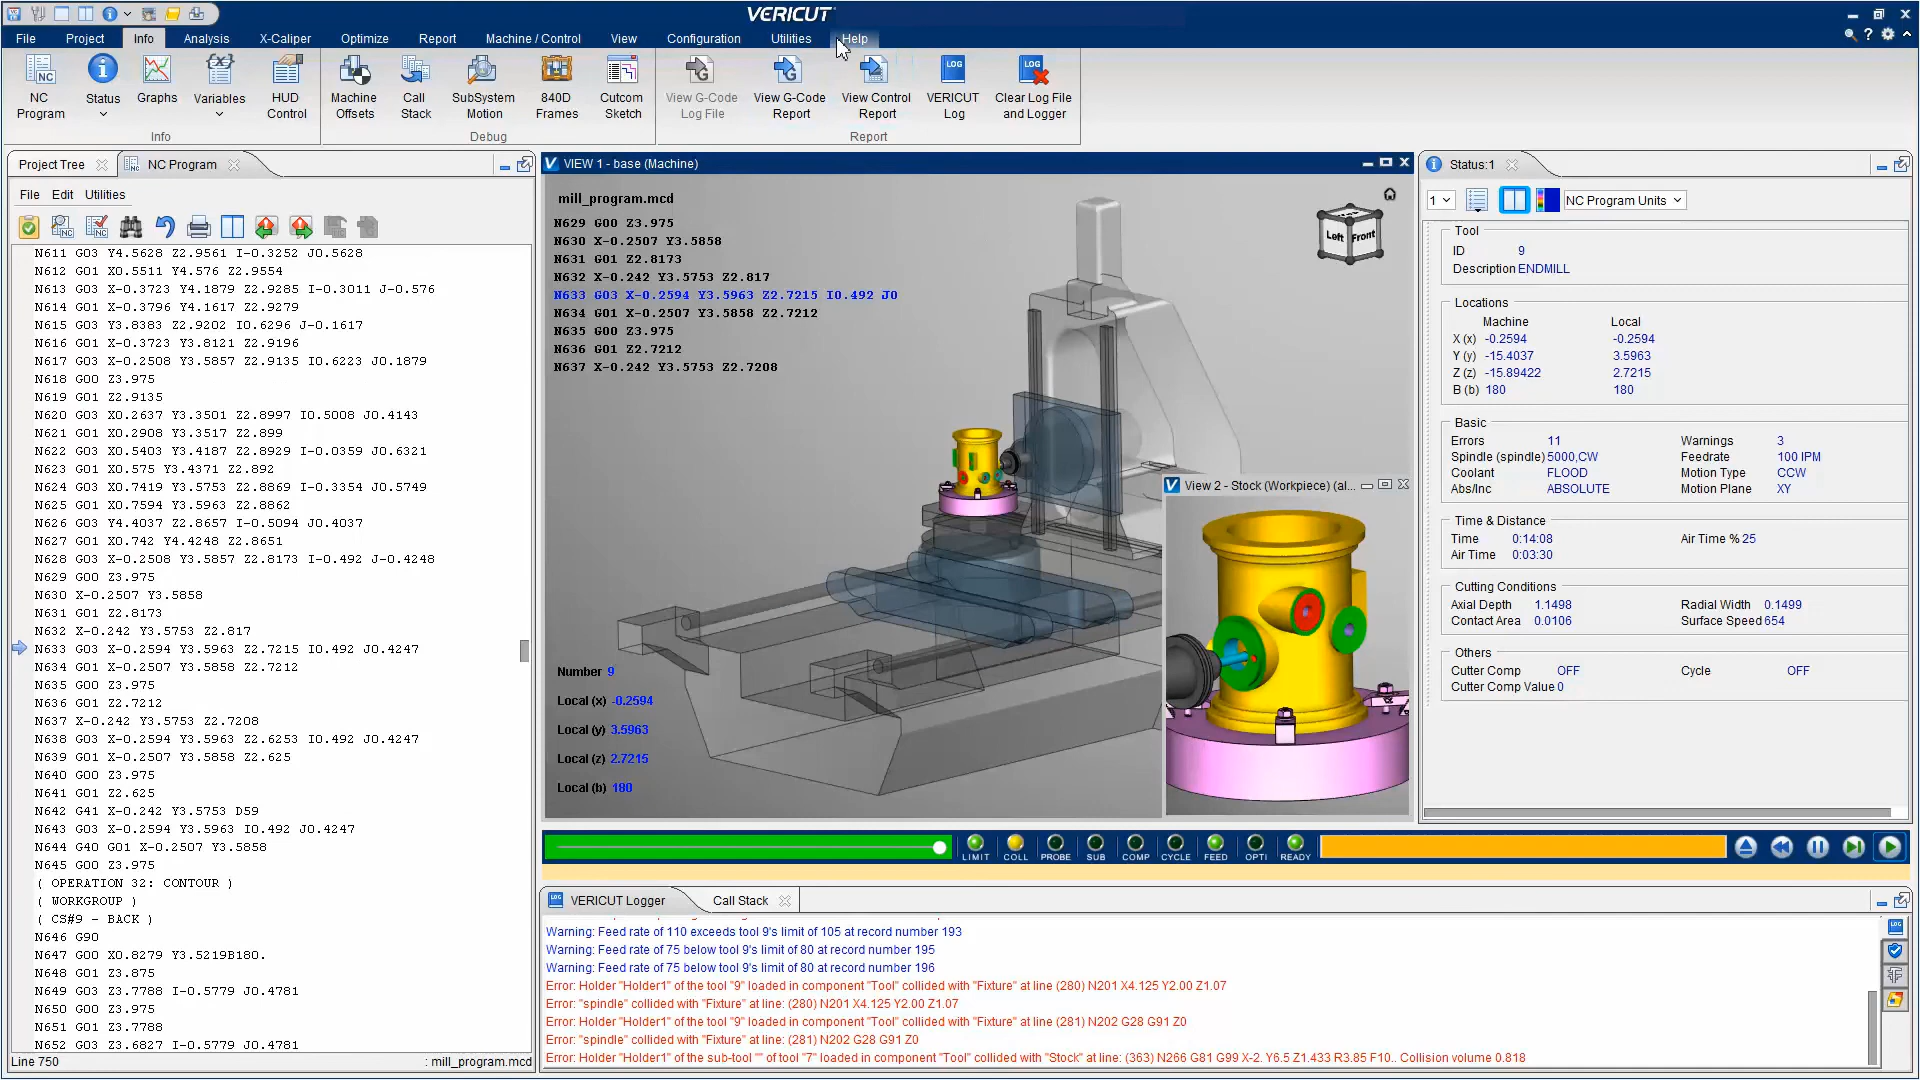 VERICUT
File Project Info Analysis X-Caliper Optimize Report Machine / Control View Configuration Utilities Help
NC Program Status Graphs Variables HUD Control Machine Offsets Call Stack SubSystem Motion 840D Frames Cutcom Sketch View G-Code Log File View G-Code Report View Control Report VERICUT Log Clear Log File and Logger
Info Debug Report
Project Tree NC Program
File Edit Utilities
N611 G03 Y4.5628 Z2.9561 I-0.3252 J0.5628
N612 G01 X0.5511 Y4.576 Z2.9554
N613 G03 X-0.3723 Y4.1879 Z2.9285 I-0.3011 J-0.576
N614 G01 X-0.3796 Y4.1617 Z2.9279
N615 G03 Y3.8383 Z2.9202 I0.6296 J-0.1617
N616 G01 X-0.3723 Y3.8121 Z2.9196
N617 G03 X-0.2508 Y3.5857 Z2.9135 I0.6223 J0.1879
N618 G00 Z3.975
N619 G01 Z2.9135
N620 G03 X0.2637 Y3.3501 Z2.8997 I0.5008 J0.4143
N621 G01 X0.2908 Y3.3517 Z2.899
N622 G03 X0.5403 Y3.4187 Z2.8929 I-0.0359 J0.6321
N623 G01 X0.575 Y3.4371 Z2.892
N624 G03 X0.7419 Y3.5753 Z2.8869 I-0.3354 J0.5749
N625 G01 X0.7594 Y3.5963 Z2.8862
N626 G03 Y4.4037 Z2.8657 I-0.5094 J0.4037
N627 G01 X0.742 Y4.4248 Z2.8651
N628 G03 X-0.2508 Y3.5857 Z2.8173 I-0.492 J-0.4248
N629 G00 Z3.975
N630 X-0.2507 Y3.5858
N631 G01 Z2.8173
N632 X-0.242 Y3.5753 Z2.817
N633 G03 X-0.2594 Y3.5963 Z2.7215 I0.492 J0.4247
N634 G01 X-0.2507 Y3.5858 Z2.7212
N635 G00 Z3.975
N636 G01 Z2.7212
N637 X-0.242 Y3.5753 Z2.7208
N638 G03 X-0.2594 Y3.5963 Z2.6253 I0.492 J0.4247
N639 G01 X-0.2507 Y3.5858 Z2.625
N640 G00 Z3.975
N641 G01 Z2.625
N642 G41 X-0.242 Y3.5753 D59
N643 G03 X-0.2594 Y3.5963 I0.492 J0.4247
N644 G40 G01 X-0.2507 Y3.5858
N645 G00 Z3.975
( OPERATION 32: CONTOUR )
( WORKGROUP )
( CS#9 - BACK )
N646 G90
N647 G00 X0.8279 Y3.5219B180.
N648 G01 Z3.875
N649 G03 Z3.7788 I-0.5779 J0.4781
N650 G00 Z3.975
N651 G01 Z3.7788
N652 G03 Z3.6827 I-0.5779 J0.4781
Line 750 : mill_program.mcd
VIEW 1 - base (Machine)
mill_program.mcd
N629 G00 Z3.975
N630 X-0.2507 Y3.5858
N631 G01 Z2.8173
N632 X-0.242 Y3.5753 Z2.817
N633 G03 X-0.2594 Y3.5963 Z2.7215 I0.492 J0
N634 G01 X-0.2507 Y3.5858 Z2.7212
N635 G00 Z3.975
N636 G01 Z2.7212
N637 X-0.242 Y3.5753 Z2.7208
Left Front
Number 9
Local (x) -0.2594
Local (y) 3.5963
Local (z) 2.7215
Local (b) 180
View 2 - Stock (Workpiece) (al...
LIMIT COLL PROBE SUB COMP CYCLE FEED OPTI READY
Status:1
1 NC Program Units
Tool
ID 9
Description ENDMILL
Locations
Machine Local
X (x) -0.2594 -0.2594
Y (y) -15.4037 3.5963
Z (z) -15.89422 2.7215
B (b) 180 180
Basic
Errors 11 Warnings 3
Spindle (spindle) 5000,CW Feedrate 100 IPM
Coolant FLOOD Motion Type CCW
Abs/Inc ABSOLUTE Motion Plane XY
Time & Distance
Time 0:14:08 Air Time % 25
Air Time 0:03:30
Cutting Conditions
Axial Depth 1.1498 Radial Width 0.1499
Contact Area 0.0106 Surface Speed 654
Others
Cutter Comp OFF Cycle OFF
Cutter Comp Value 0
VERICUT Logger Call Stack
Warning: Feed rate of 110 exceeds tool 9's limit of 105 at record number 193
Warning: Feed rate of 75 below tool 9's limit of 80 at record number 195
Warning: Feed rate of 75 below tool 9's limit of 80 at record number 196
Error: Holder "Holder1" of the tool "9" loaded in component "Tool" collided with "Fixture" at line (280) N201 X4.125 Y2.00 Z1.07
Error: "spindle" collided with "Fixture" at line: (280) N201 X4.125 Y2.00 Z1.07
Error: Holder "Holder1" of the tool "9" loaded in component "Tool" collided with "Fixture" at line (281) N202 G28 G91 Z0
Error: "spindle" collided with "Fixture" at line: (281) N202 G28 G91 Z0
Error: Holder "Holder1" of the sub-tool "" of tool "7" loaded in component "Tool" collided with "Stock" at line: (363) N266 G81 G99 X-2. Y6.5 Z1.433 R3.85 F10.. Collision volume 0.818